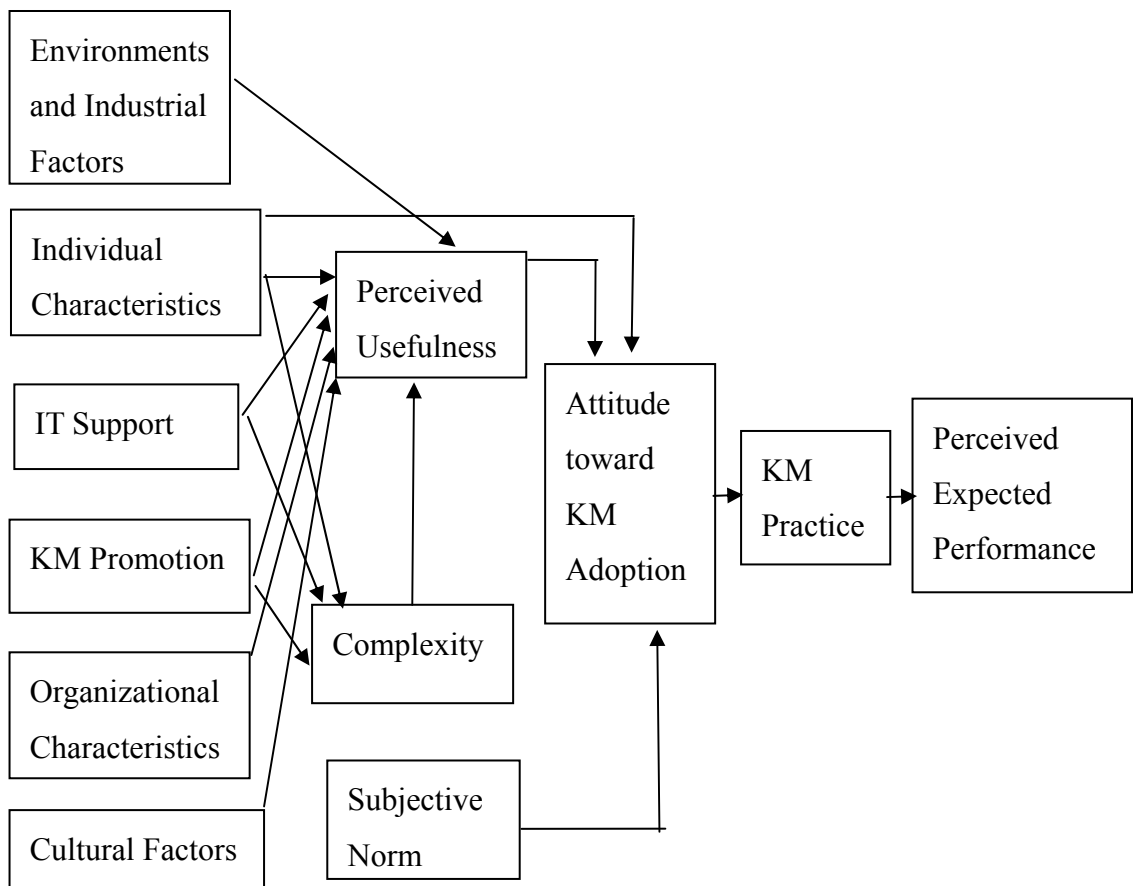 Environments
and Industrial
Factors
Individual
Characteristics
IT Support
KM Promotion
Organizational
Characteristics
Cultural Factors
Perceived
Usefulness
Complexity
Subjective
Norm
Attitude
toward
KM
Adoption
KM
Practice
Perceived
Expected
Performance